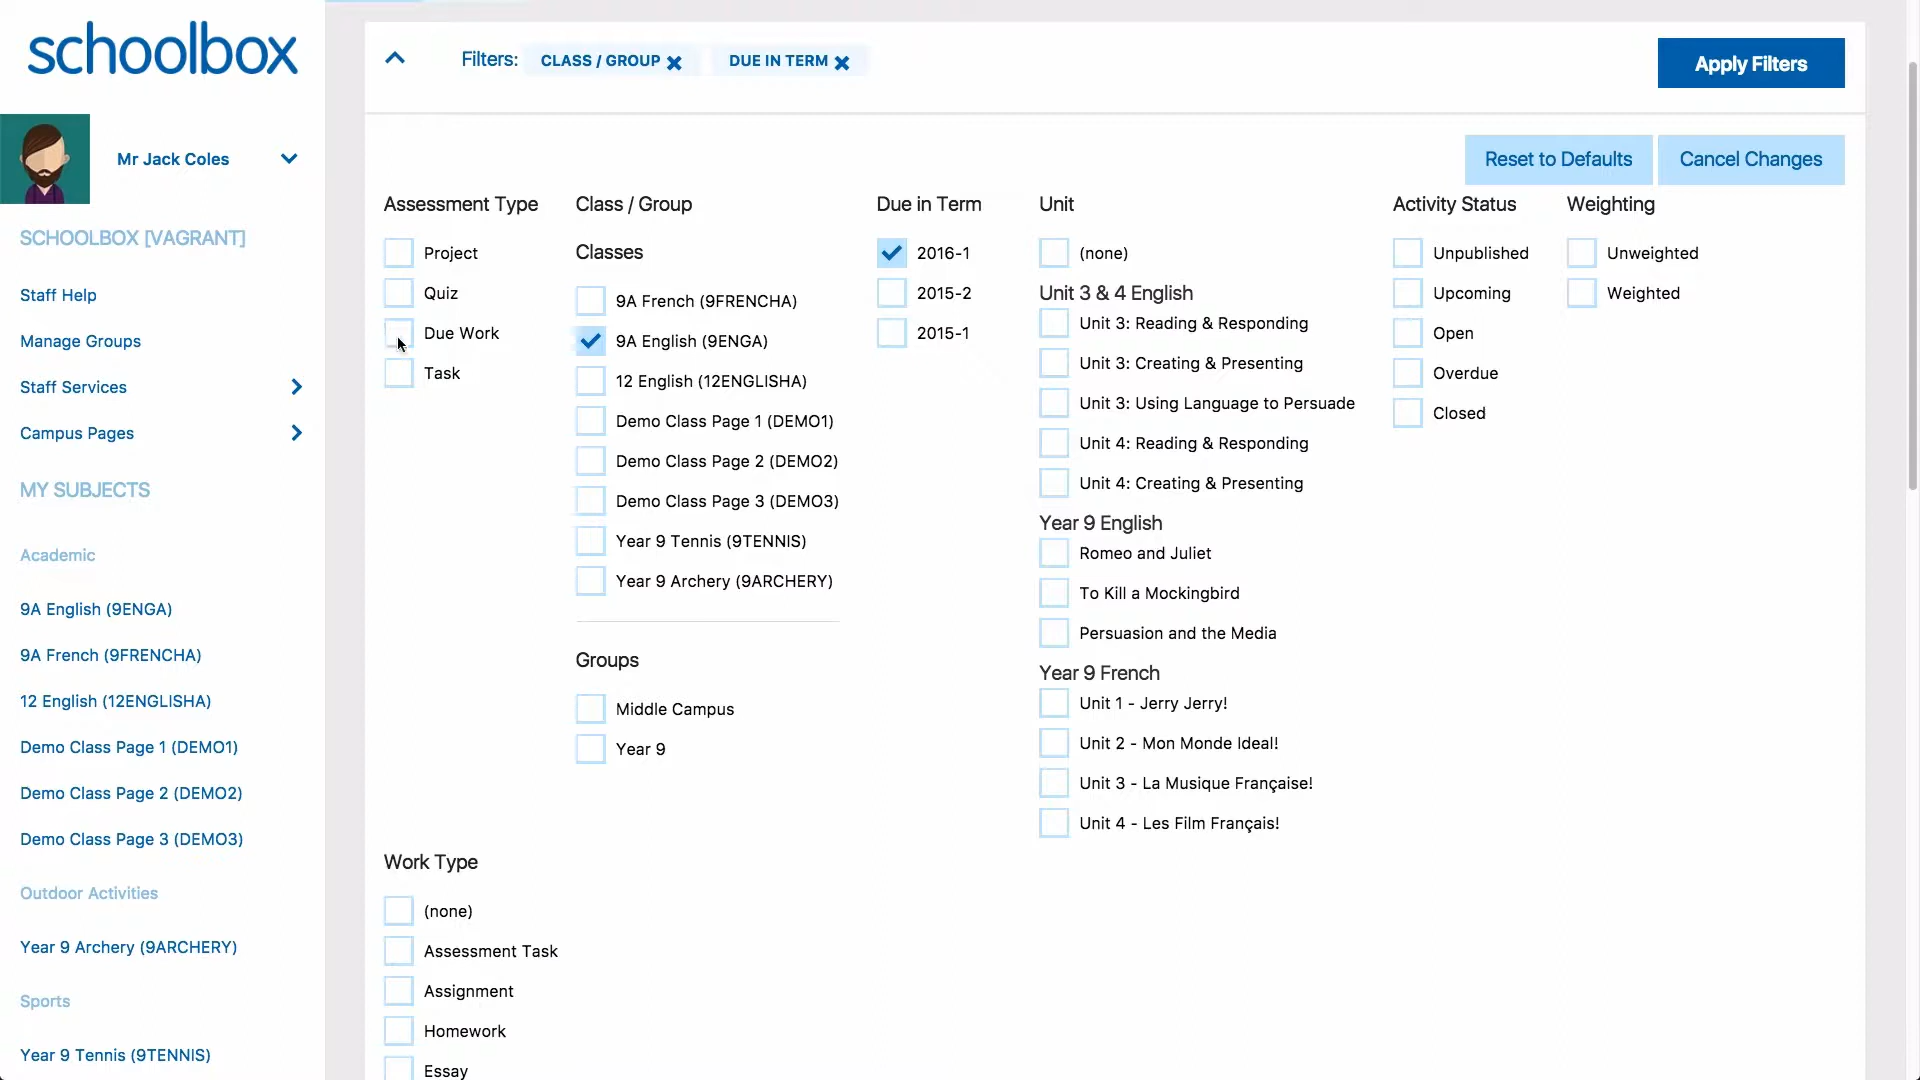 schoolbox
Mr Jack Coles
SCHOOLBOX [VAGRANT]
Staff Help
Manage Groups
Staff Services
Campus Pages
MY SUBJECTS
Academic
9A English (9ENGA)
9A French (9FRENCHA)
12 English (12ENGLISHA)
Demo Class Page 1 (DEMO1)
Demo Class Page 2 (DEMO2)
Demo Class Page 3 (DEMO3)
Outdoor Activities
Year 9 Archery (9ARCHERY)
Sports
Year 9 Tennis (9TENNIS)
Filters: CLASS / GROUP DUE IN TERM
Apply Filters
Reset to Defaults Cancel Changes
Assessment Type
Project
Quiz
Due Work
Task
Class / Group
Classes
9A French (9FRENCHA)
9A English (9ENGA)
12 English (12ENGLISHA)
Demo Class Page 1 (DEMO1)
Demo Class Page 2 (DEMO2)
Demo Class Page 3 (DEMO3)
Year 9 Tennis (9TENNIS)
Year 9 Archery (9ARCHERY)
Groups
Middle Campus
Year 9
Due in Term
2016-1
2015-2
2015-1
Unit
(none)
Unit 3 & 4 English
Unit 3: Reading & Responding
Unit 3: Creating & Presenting
Unit 3: Using Language to Persuade
Unit 4: Reading & Responding
Unit 4: Creating & Presenting
Year 9 English
Romeo and Juliet
To Kill a Mockingbird
Persuasion and the Media
Year 9 French
Unit 1 - Jerry Jerry!
Unit 2 - Mon Monde Ideal!
Unit 3 - La Musique Française!
Unit 4 - Les Film Français!
Activity Status
Unpublished
Upcoming
Open
Overdue
Closed
Weighting
Unweighted
Weighted
Work Type
(none)
Assessment Task
Assignment
Homework
Essay